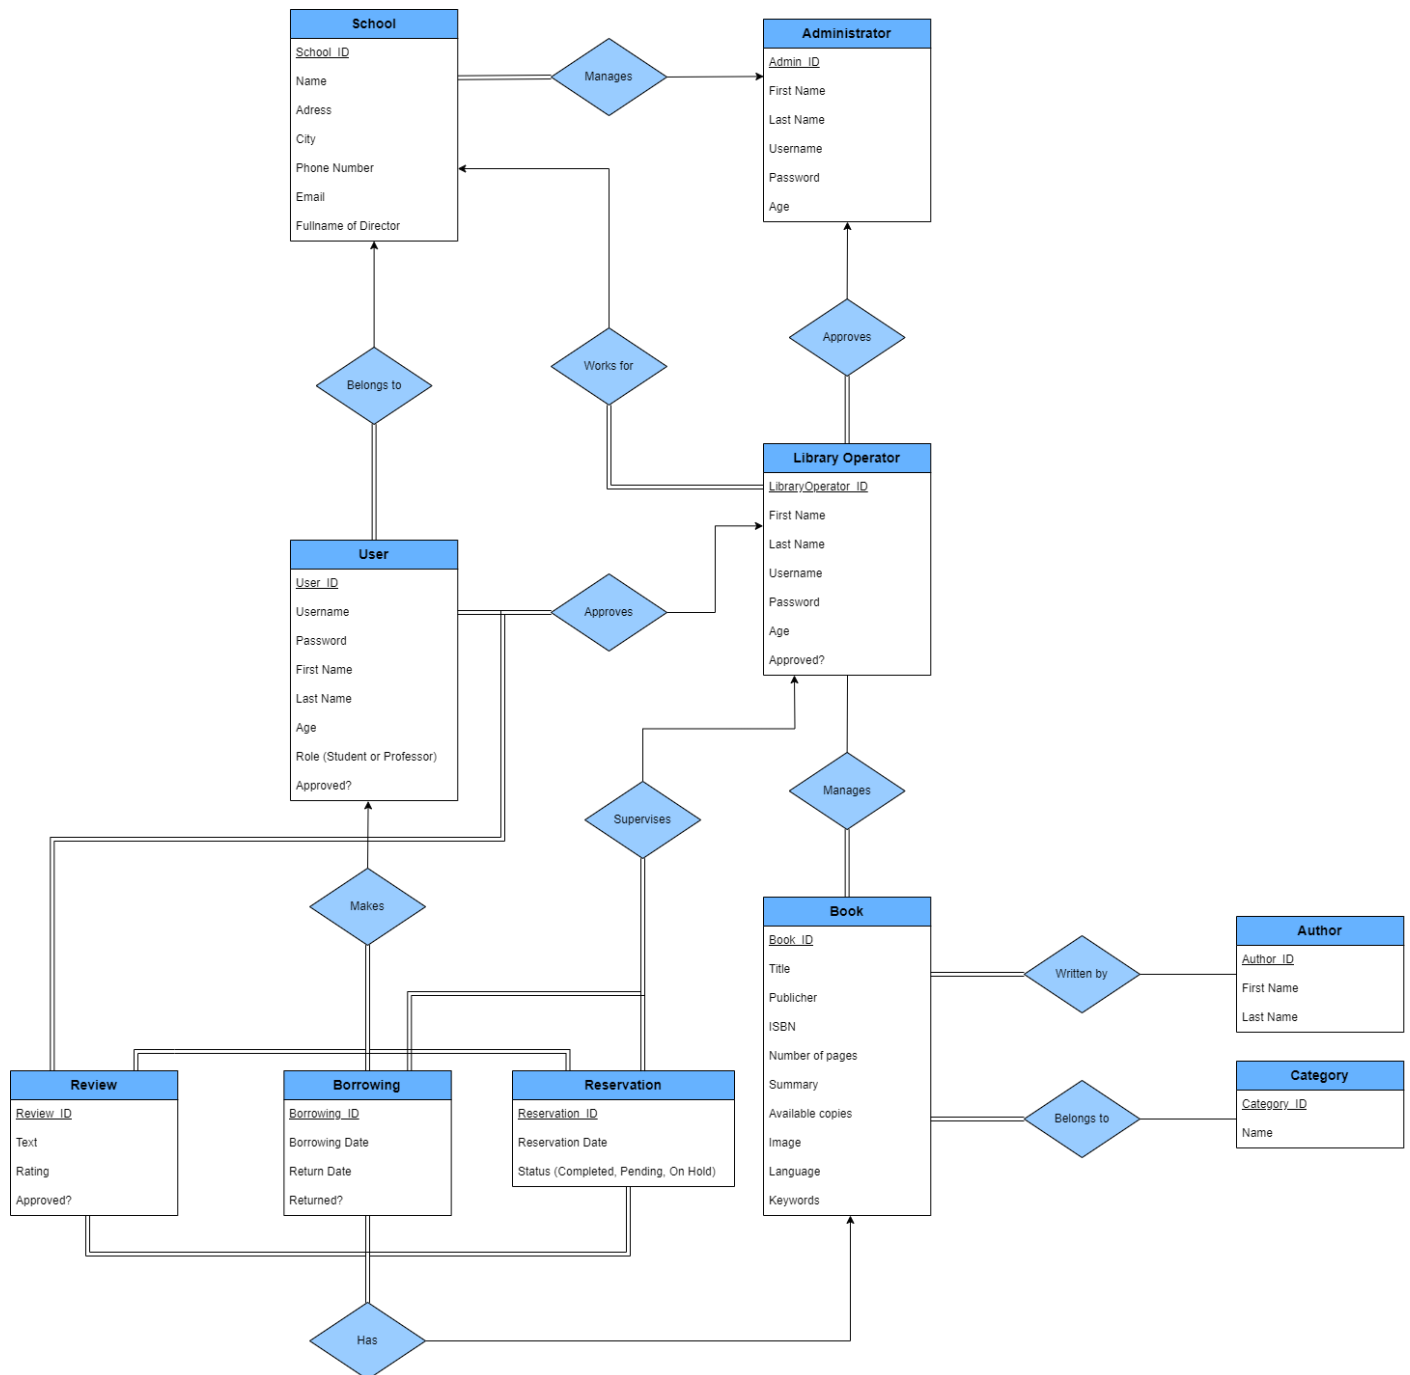 School
School_ID
Name
Adress
City
Phone Number
Email
Fullname of Director
Manages
Administrator
Admin_ID
First Name
Last Name
Username
Password
Age
Belongs to
Works for
Approves
Library Operator
LibraryOperator_ID
First Name
Last Name
Username
Password
Age
Approved?
User
User_ID
Username
Password
First Name
Last Name
Age
Role (Student or Professor)
Approved?
Approves
Supervises
Manages
Makes
Book
Book_ID
Title
Publicher
ISBN
Number of pages
Summary
Available copies
Image
Language
Keywords
Written by
Author
Author_ID
First Name
Last Name
Belongs to
Category
Category_ID
Name
Review
Review_ID
Text
Rating
Approved?
Borrowing
Borrowing_ID
Borrowing Date
Return Date
Returned?
Reservation
Reservation_ID
Reservation Date
Status (Completed, Pending, On Hold)
Has